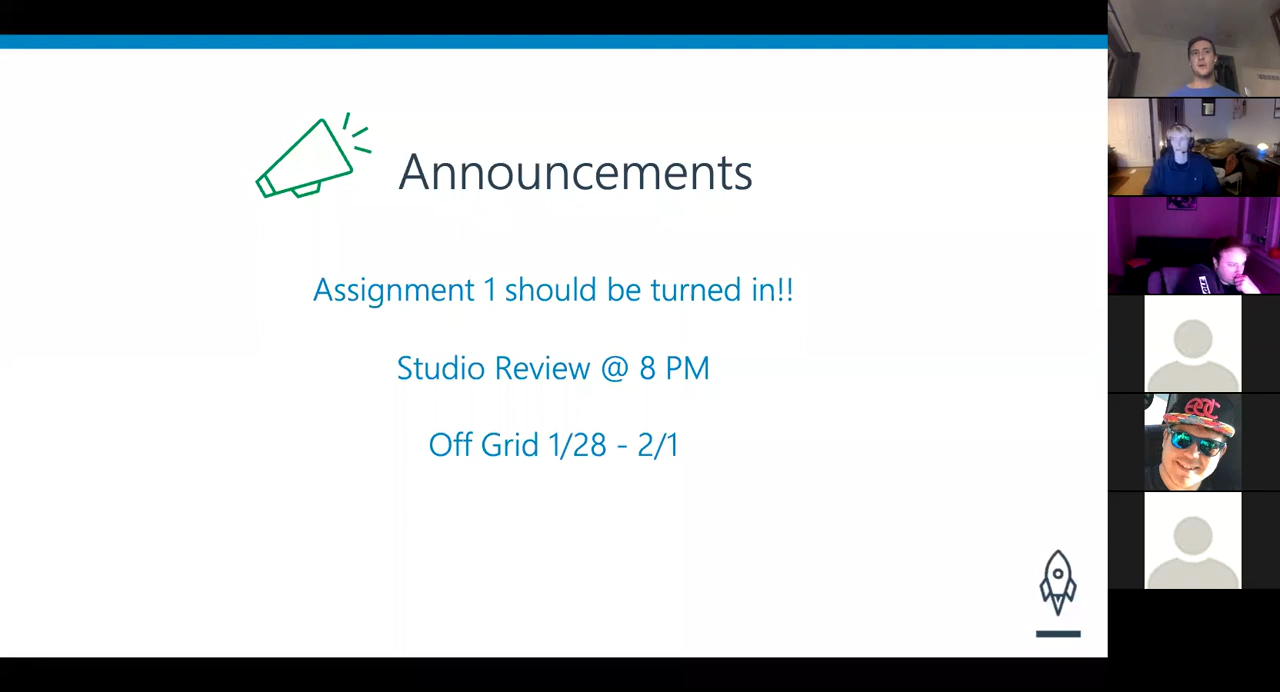 Announcements
Assignment 1 should be turned in!!
Studio Review @ 8 PM
Off Grid 1/28 - 2/1